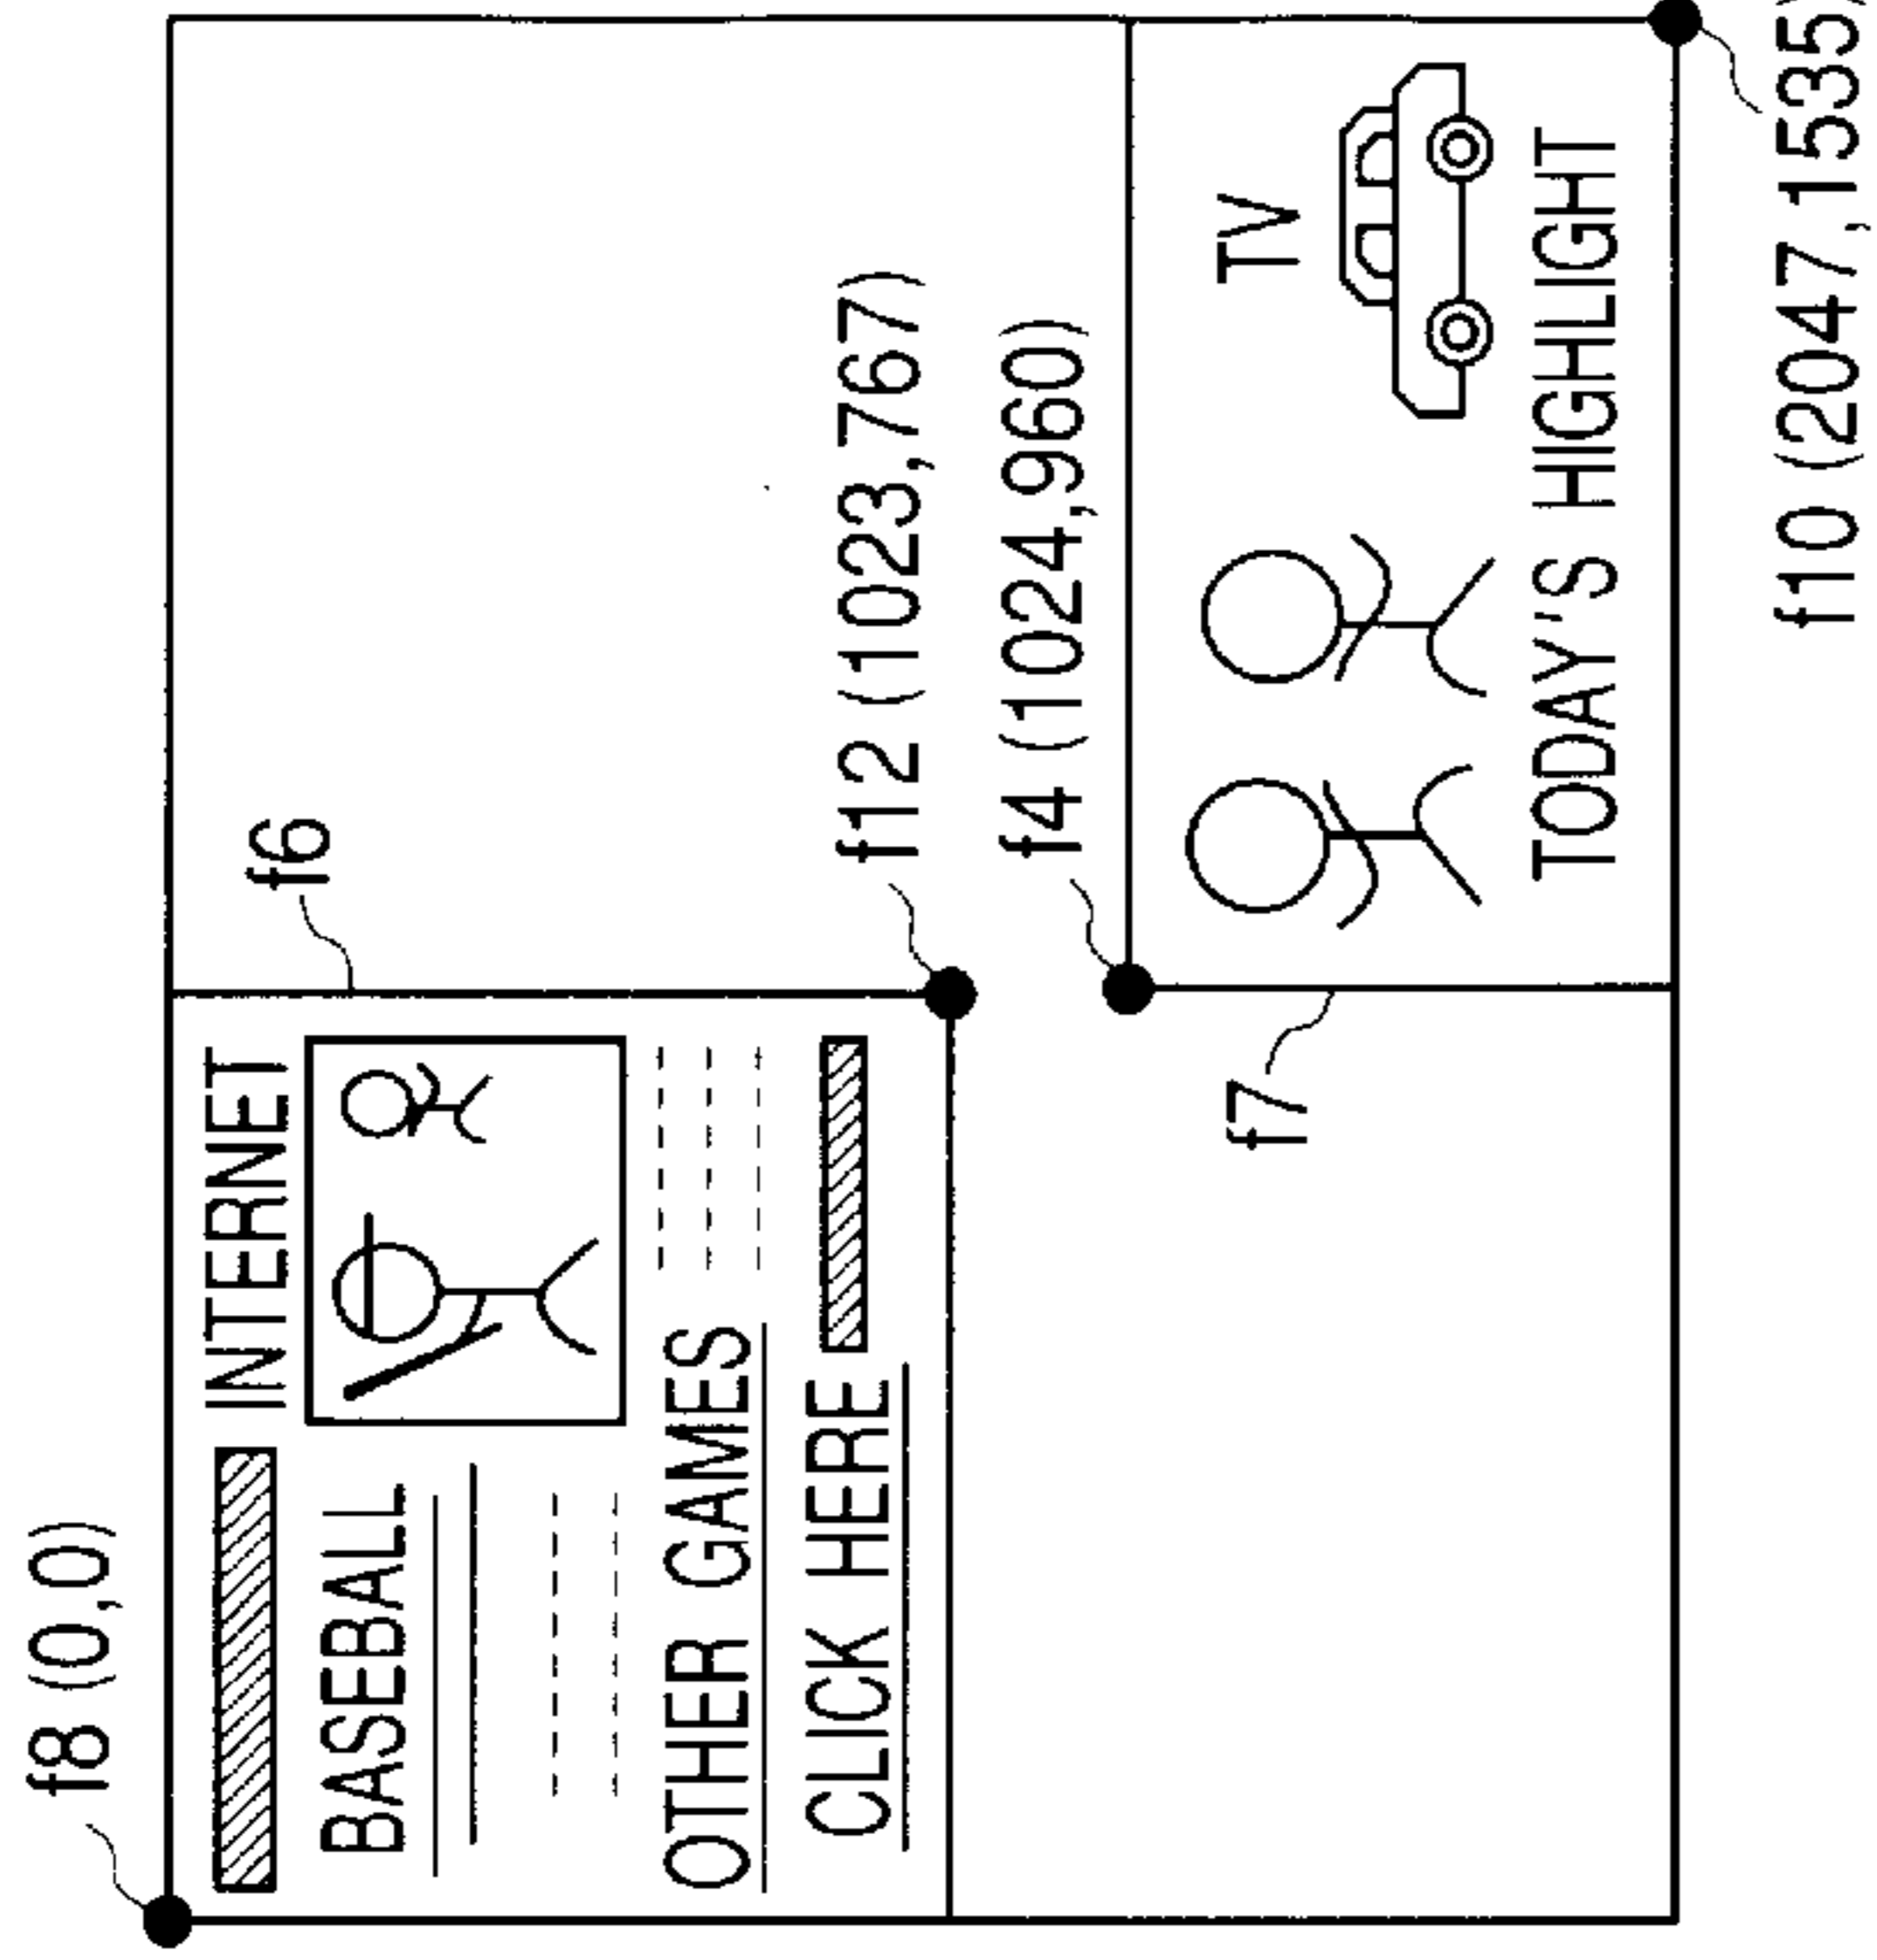 f8 (0,0)
INTERNET
f6
BASEBALL
OTHER GAMES
CLICK HERE
f12 (1023,767)
f4 (1024,960)
f7
TV
TODAY'S HIGHLIGHT
f10 (2047,1535)